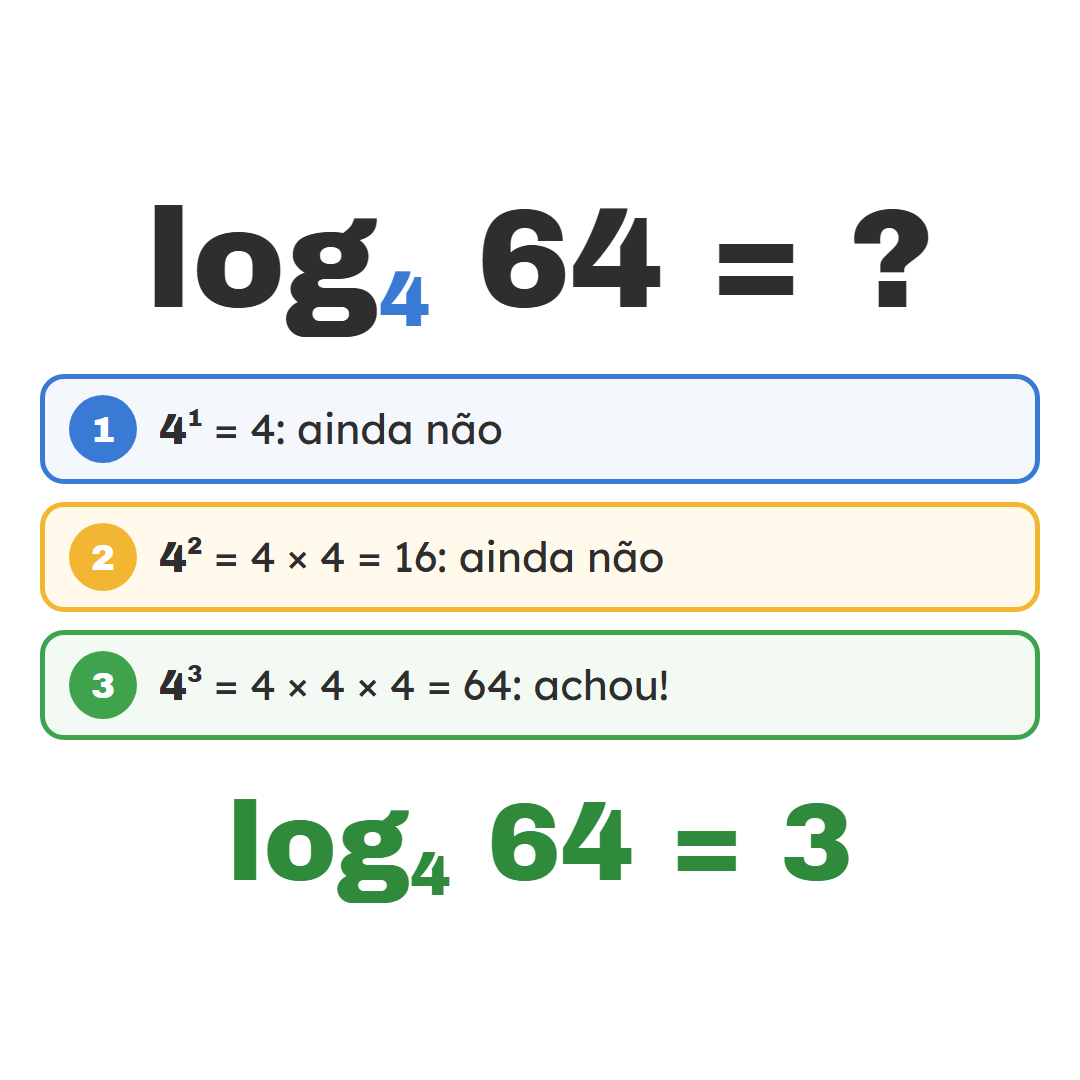 log₄ 64 = ?
1 4¹ = 4: ainda não
2 4² = 4 × 4 = 16: ainda não
3 4³ = 4 × 4 × 4 = 64: achou!
log₄ 64 = 3